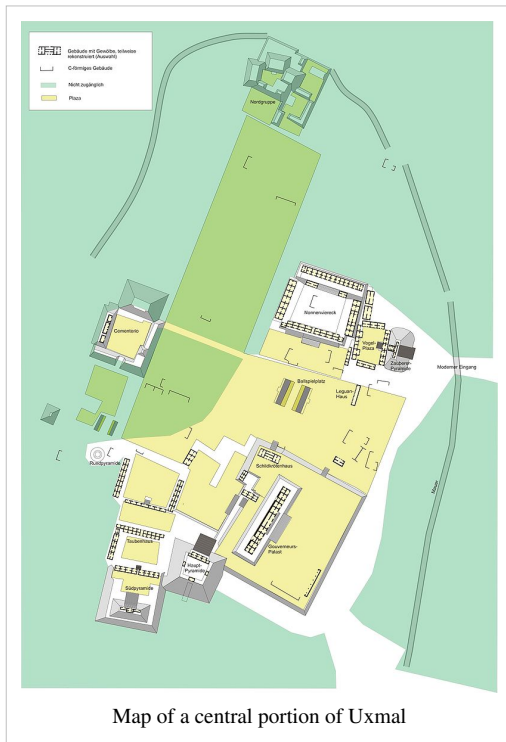 Gebäude mit Gewölbe, teilweise
rekonstruiert (Auswahl)
C-förmiges Gebäude
Nicht zugänglich
Plaza
Nordgruppe
Nonnenviereck
Cementerio
Vogel-
Plaza
Zauberer-
Pyramide
Moderner Eingang
Ballspielplatz
Leguan-
Haus
Schildkrötenhaus
Rundpyramide
Mauer
Taubenhaus
Gouverneurs-
Palast
Haupt-
Pyramide
Südpyramide
Map of a central portion of Uxmal